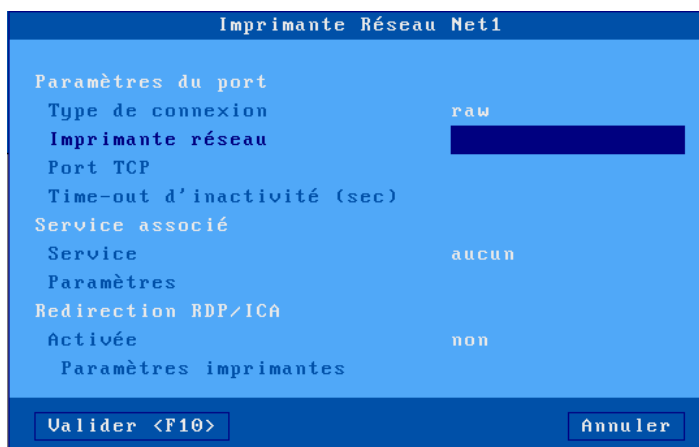 Imprimante Réseau Net1
Paramètres du port
Type de connexion raw
Imprimante réseau
Port TCP
Time-out d'inactivité (sec)
Service associé
Service aucun
Paramètres
Redirection RDP/ICA
Activée non
Paramètres imprimantes
Valider <F10> Annuler